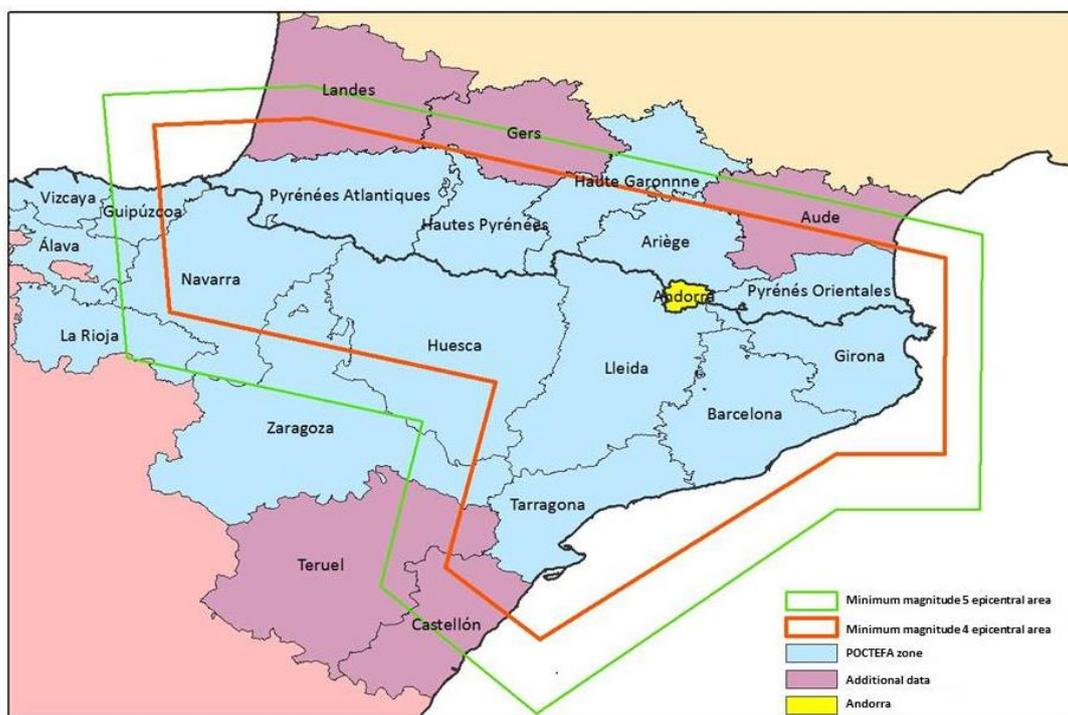 Landes
Gers
Haute Garonnne
Aude
Vizcaya
Guipúzcoa
Pyrénées Atlantiques
Hautes Pyrénées
Ariège
Álava
Navarra
Andorra
Pyrénés Orientales
La Rioja
Huesca
Lleida
Girona
Zaragoza
Barcelona
Tarragona
Teruel
Castellón
Minimum magnitude 5 epicentral area
Minimum magnitude 4 epicentral area
POCTEFA zone
Additional data
Andorra